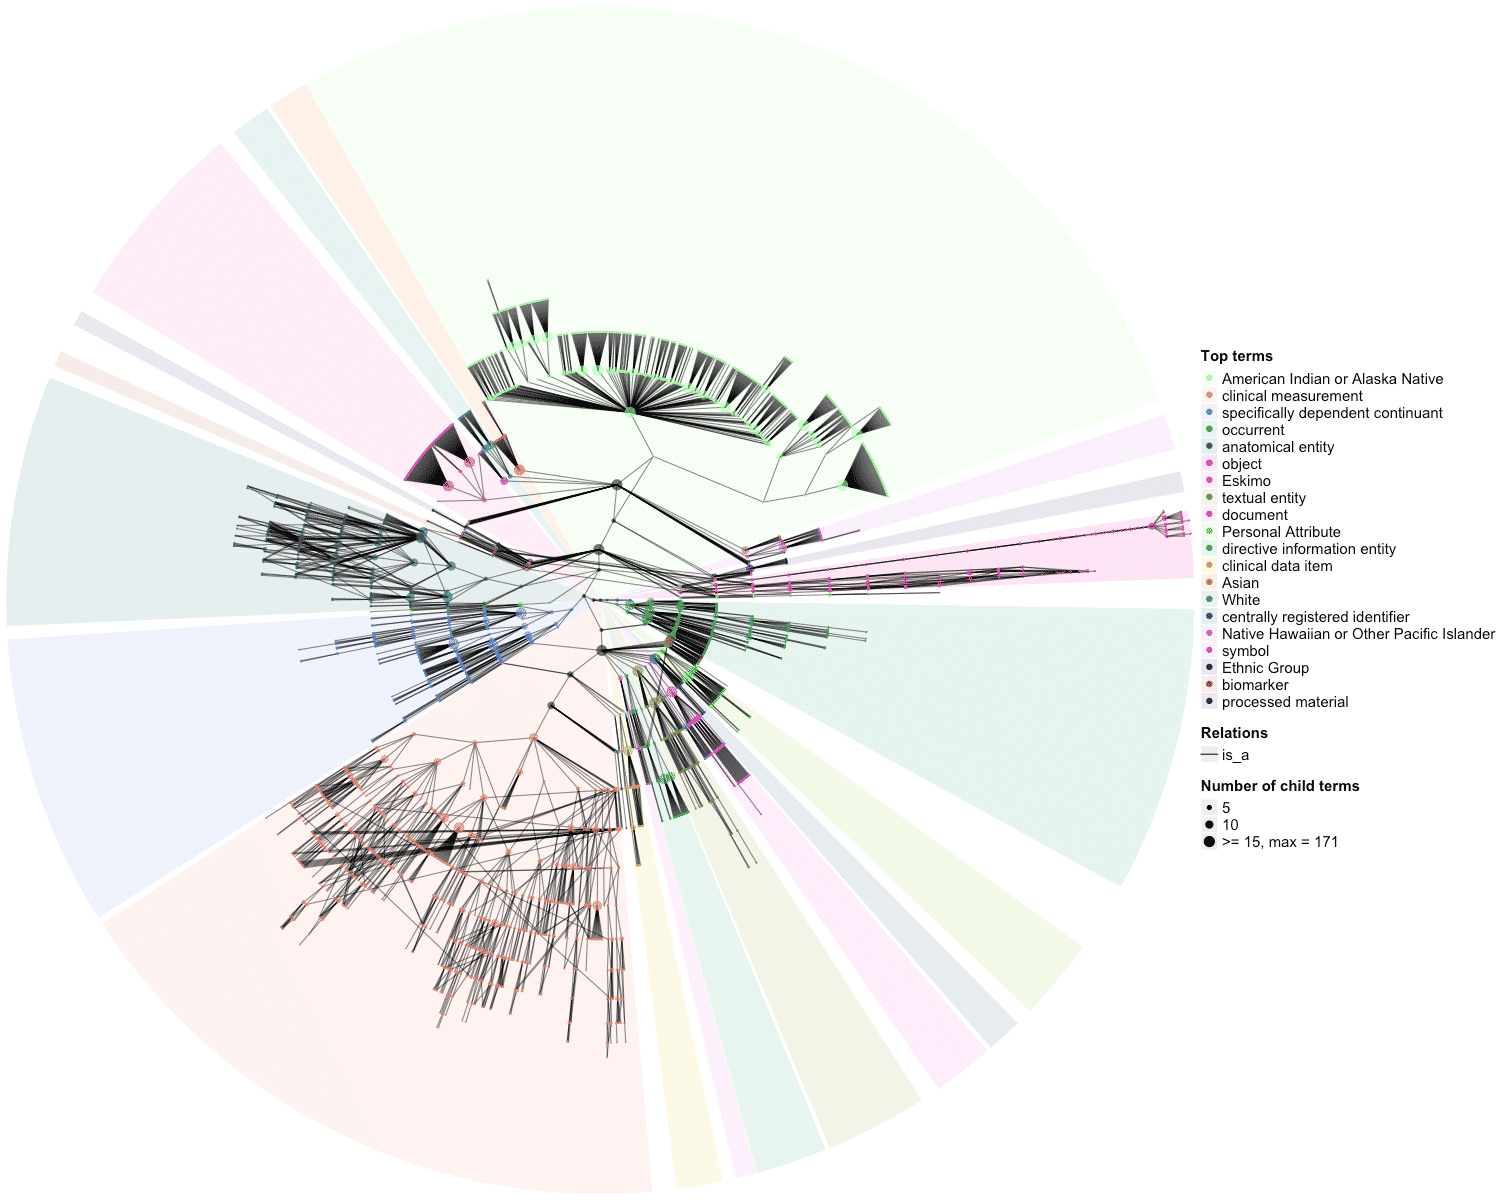 Top terms
American Indian or Alaska Native
clinical measurement
specifically dependent continuant
occurrent
anatomical entity
object
Eskimo
textual entity
document
Personal Attribute
directive information entity
clinical data item
Asian
White
centrally registered identifier
Native Hawaiian or Other Pacific Islander
symbol
Ethnic Group
biomarker
processed material
Relations
is_a
Number of child terms
5
10
>= 15, max = 171